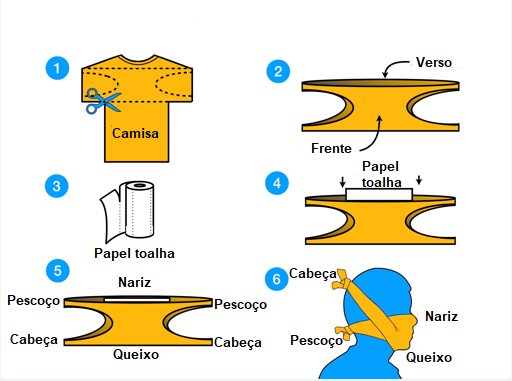 1
Camisa
2
Verso
Frente
3
Papel toalha
4
Papel
toalha
5
Nariz
Pescoço
Pescoço
Cabeça
Cabeça
Queixo
6
Cabeça
Nariz
Pescoço
Queixo